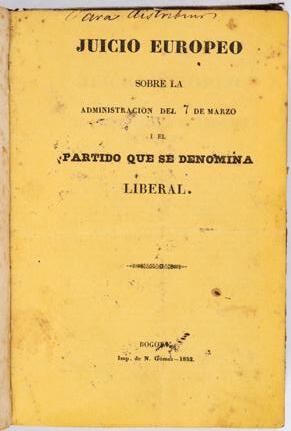 Para distribuir
JUICIO EUROPEO
SOBRE LA
ADMINISTRACION DEL 7 DE MARZO
I EL
PARTIDO QUE SE DENOMINA
LIBERAL.
BOGOTA
Imp. de N. Gómez—1852.